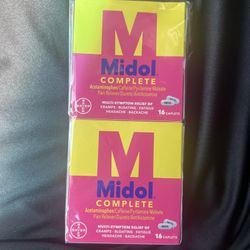 M
Midol
COMPLETE
Acetaminophen/Caffeine/Pyrilamine Maleate
Pain Reliever/Diuretic/Antihistamine
MULTI-SYMPTOM RELIEF OF
CRAMPS • BLOATING • FATIGUE
HEADACHE • BACKACHE
16 CAPLETS
M
Midol
COMPLETE
Acetaminophen/Caffeine/Pyrilamine Maleate
Pain Reliever/Diuretic/Antihistamine
MULTI-SYMPTOM RELIEF OF
CRAMPS • BLOATING • FATIGUE
HEADACHE • BACKACHE
16 CAPLETS